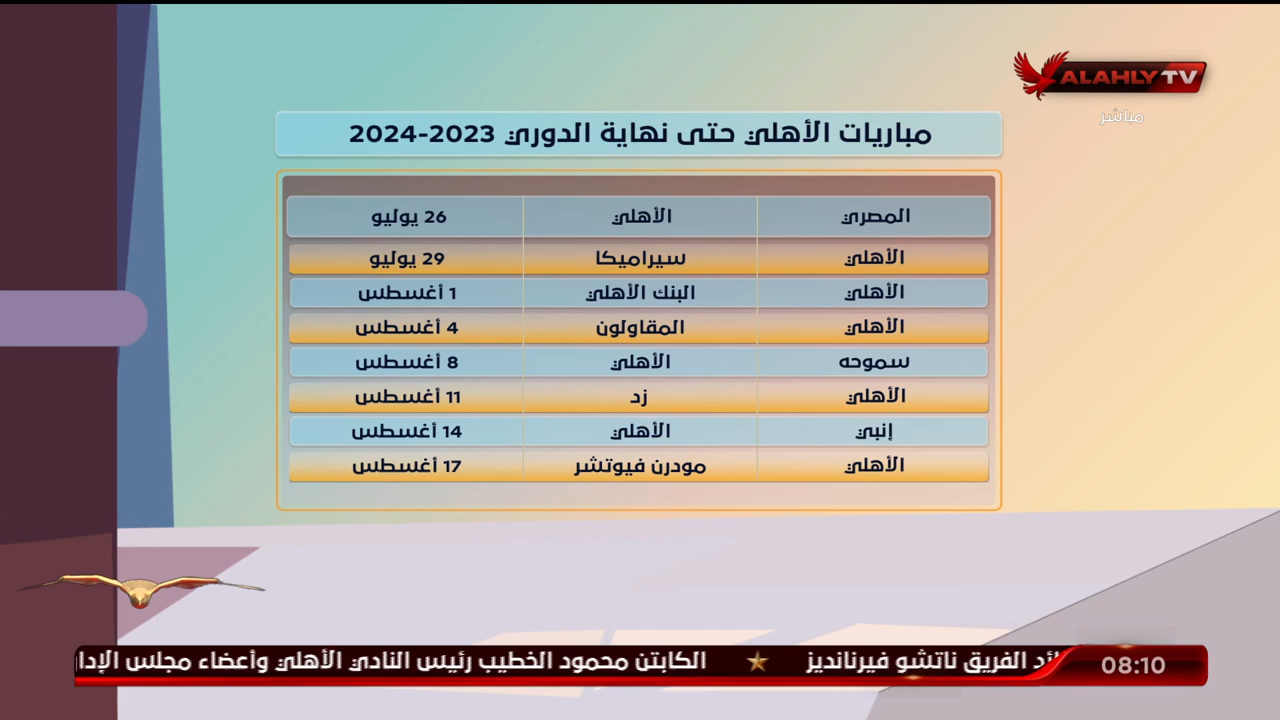 ALAHLY TV
مباشر
مباريات الأهلي حتى نهاية الدوري 2023-2024
المصري الأهلي 26 يوليو
الأهلي سيراميكا 29 يوليو
الأهلي البنك الأهلي 1 أغسطس
الأهلي المقاولون 4 أغسطس
سموحه الأهلي 8 أغسطس
الأهلي زد 11 أغسطس
إنبي الأهلي 14 أغسطس
الأهلي مودرن فيوتشر 17 أغسطس
08:10
الفريق ناتشو فيرنانديز ★ الكابتن محمود الخطيب رئيس النادي الأهلي وأعضاء مجلس